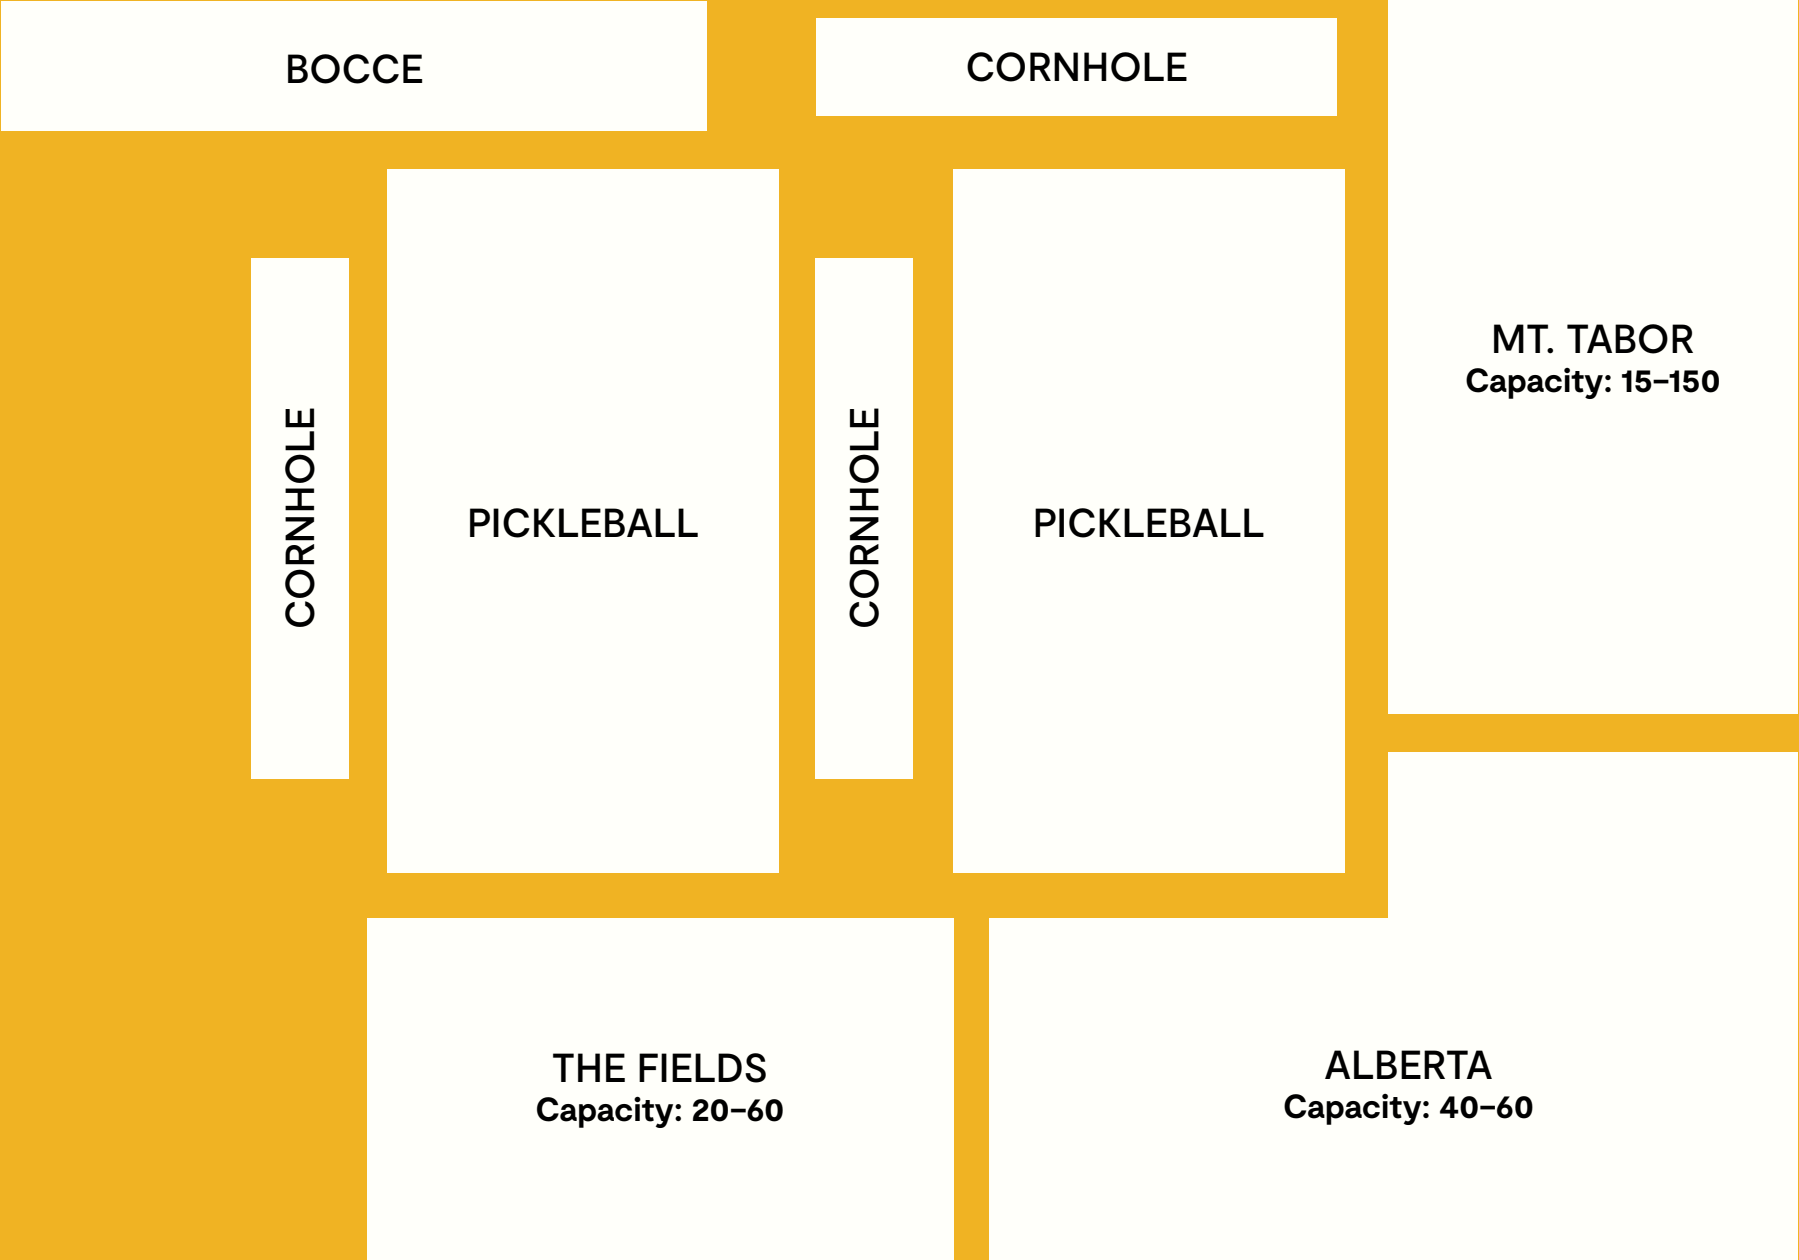 BOCCE
CORNHOLE
MT. TABOR
Capacity: 15–150
CORNHOLE
PICKLEBALL
CORNHOLE
PICKLEBALL
THE FIELDS
Capacity: 20–60
ALBERTA
Capacity: 40–60